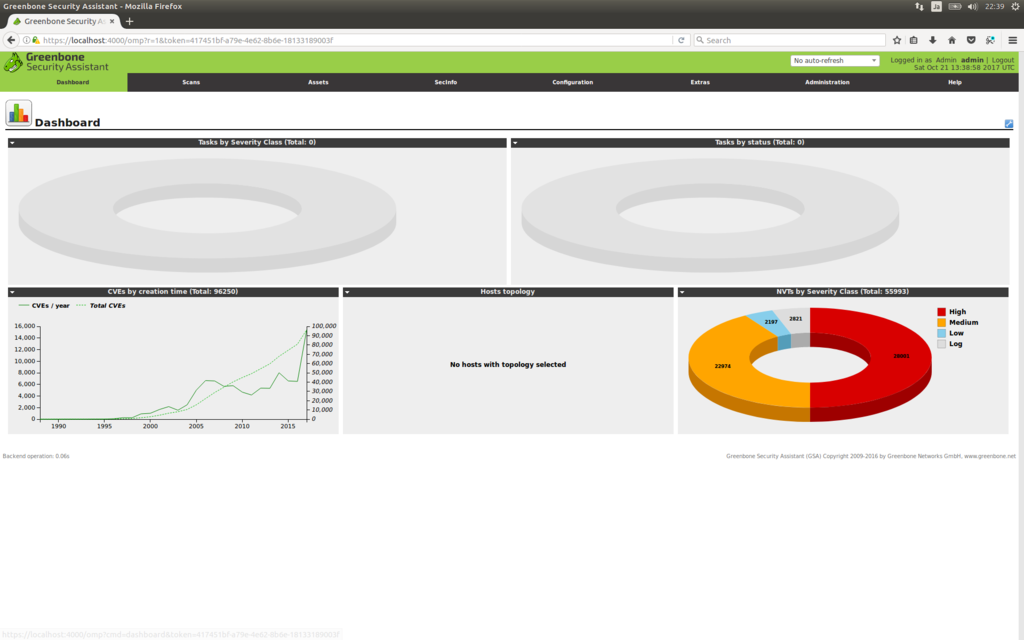 Greenbone Security Assistant - Mozilla Firefox
Ja
22:39
Greenbone Security A
https://localhost:4000/omp?r=1&token=417451bf-a79e-4e62-8b6e-18133189003f
Search
Greenbone
Security Assistant
No auto-refresh
Logged in as Admin admin | Logout
Sat Oct 21 13:38:58 2017 UTC
Dashboard Scans Assets SecInfo Configuration Extras Administration Help
Dashboard
Tasks by Severity Class (Total: 0)
Tasks by status (Total: 0)
CVEs by creation time (Total: 96250)
CVEs / year Total CVEs
16,000
14,000
12,000
10,000
8,000
6,000
4,000
2,000
0
100,000
90,000
80,000
70,000
60,000
50,000
40,000
30,000
20,000
10,000
0
1990 1995 2000 2005 2010 2015
Hosts topology
No hosts with topology selected
NVTs by Severity Class (Total: 55993)
2197
2821
22974
High
Medium
Low
Log
Backend operation: 0.06s
Greenbone Security Assistant (GSA) Copyright 2009-2016 by Greenbone Networks GmbH, www.greenbone.net
https://localhost:4000/omp?cmd=dashboard&token=417451bf-a79e-4e62-8b6e-18133189003f